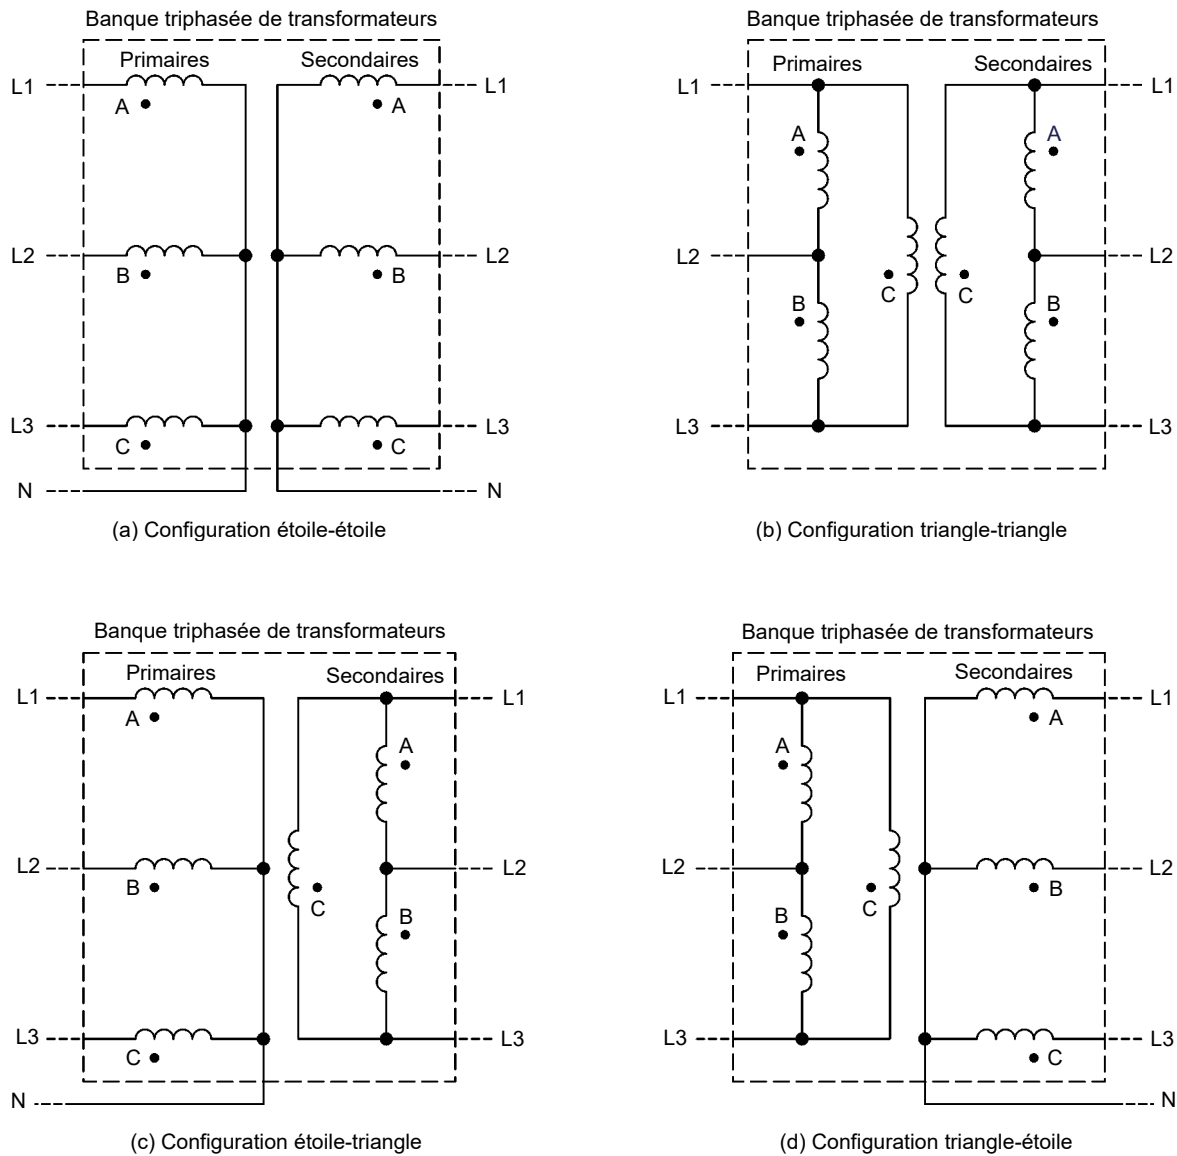 Banque triphasée de transformateurs
Primaires Secondaires
L1 L1
A A
L2 L2
B B
L3 L3
C C
N N
(a) Configuration étoile-étoile
Banque triphasée de transformateurs
Primaires Secondaires
L1 L1
A A
L2 L2
C C
B B
L3 L3
(b) Configuration triangle-triangle
Banque triphasée de transformateurs
Primaires Secondaires
L1 L1
A A
L2 L2
B C B
L3 L3
C
N
(c) Configuration étoile-triangle
Banque triphasée de transformateurs
Primaires Secondaires
L1 L1
A A
L2 L2
B C B
L3 L3
C
N
(d) Configuration triangle-étoile